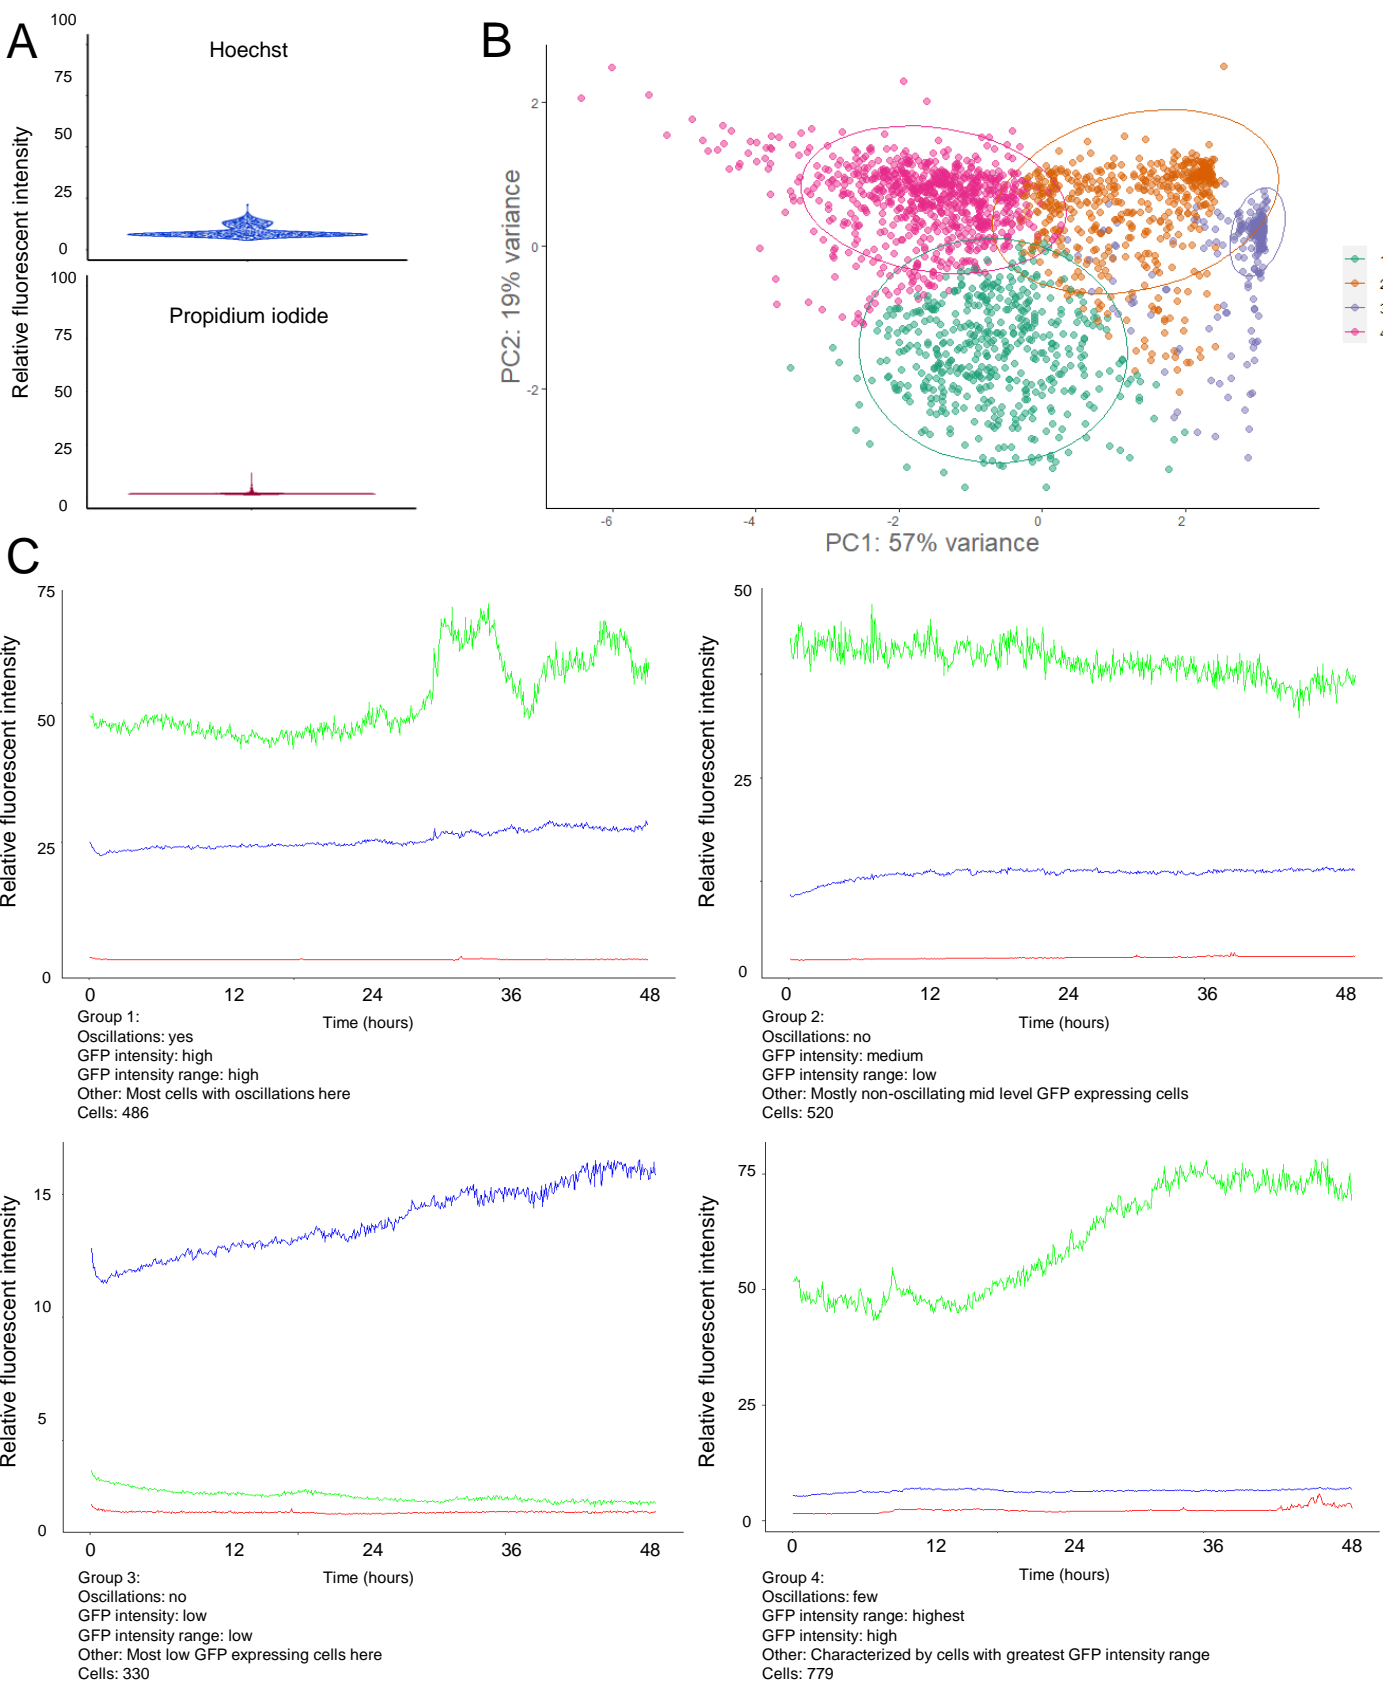 A
Hoechst
100
75
50
25
0
Relative fluorescent intensity
Propidium iodide
100
75
50
25
0
B
2
0
-2
PC2: 19% variance
-6
-4
-2
0
2
PC1: 57% variance
1
2
3
4
C
75
50
25
0
Relative fluorescent intensity
0 12 24 36 48
Time (hours)
Group 1:
Oscillations: yes
GFP intensity: high
GFP intensity range: high
Other: Most cells with oscillations here
Cells: 486
50
25
0
Relative fluorescent intensity
0 12 24 36 48
Time (hours)
Group 2:
Oscillations: no
GFP intensity: medium
GFP intensity range: low
Other: Mostly non-oscillating mid level GFP expressing cells
Cells: 520
15
10
5
0
Relative fluorescent intensity
0 12 24 36 48
Time (hours)
Group 3:
Oscillations: no
GFP intensity: low
GFP intensity range: low
Other: Most low GFP expressing cells here
Cells: 330
75
50
25
0
Relative fluorescent intensity
0 12 24 36 48
Time (hours)
Group 4:
Oscillations: few
GFP intensity range: highest
GFP intensity: high
Other: Characterized by cells with greatest GFP intensity range
Cells: 779